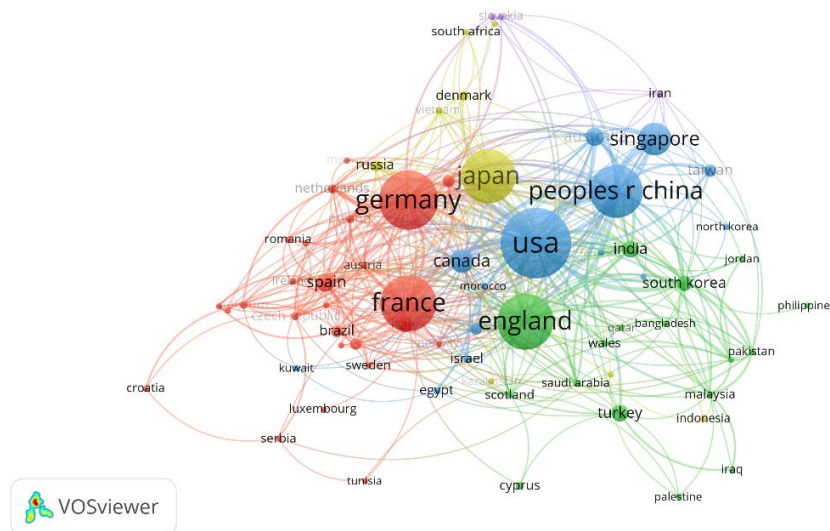 slovakia
south africa
denmark
iran
vietnam
singapore
russia
japan
taiwan
netherlands
germany
peoples r china
north korea
romania
usa
india
jordan
canada
austria
spain
morocco
south korea
france
england
philippine
bangladesh
qatar
brazil
wales
pakistan
israel
kuwait
sweden
saudi arabia
croatia
egypt
scotland
malaysia
luxembourg
turkey
indonesia
serbia
iraq
tunisia
cyprus
palestine
VOSviewer